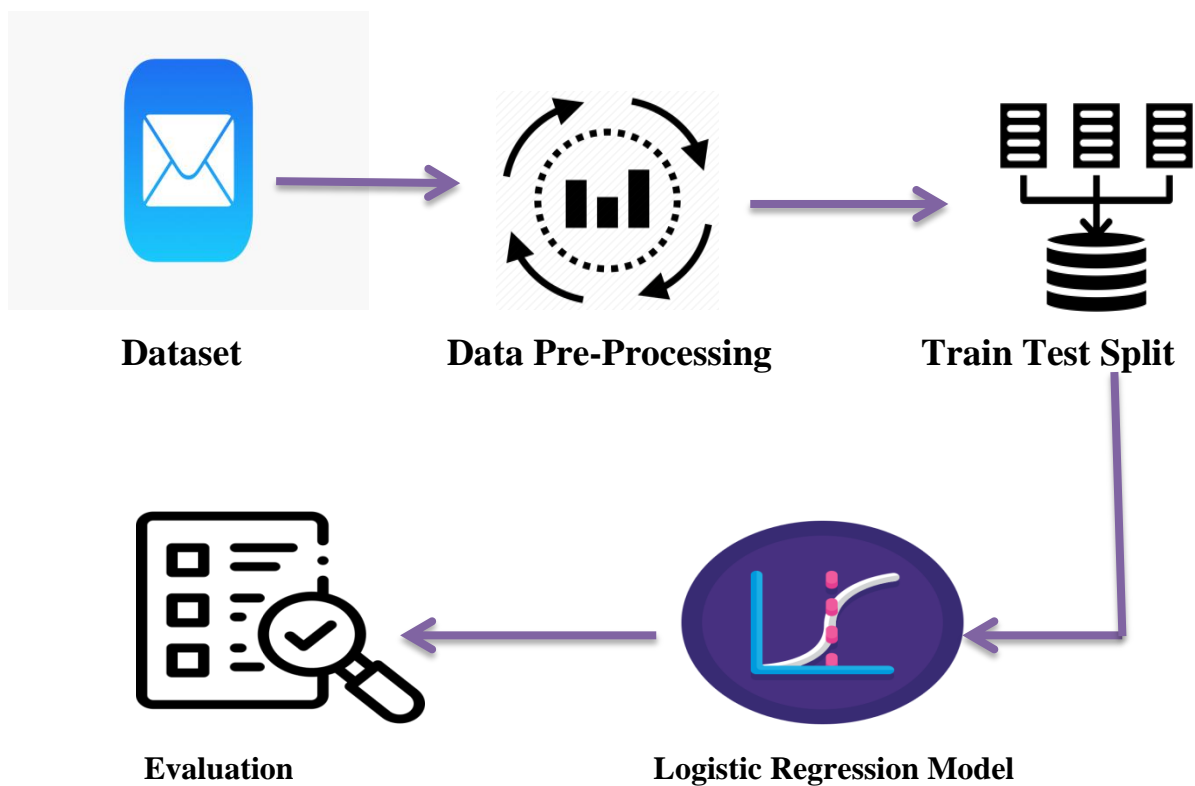 Dataset
Data Pre-Processing
Train Test Split
Evaluation
Logistic Regression Model